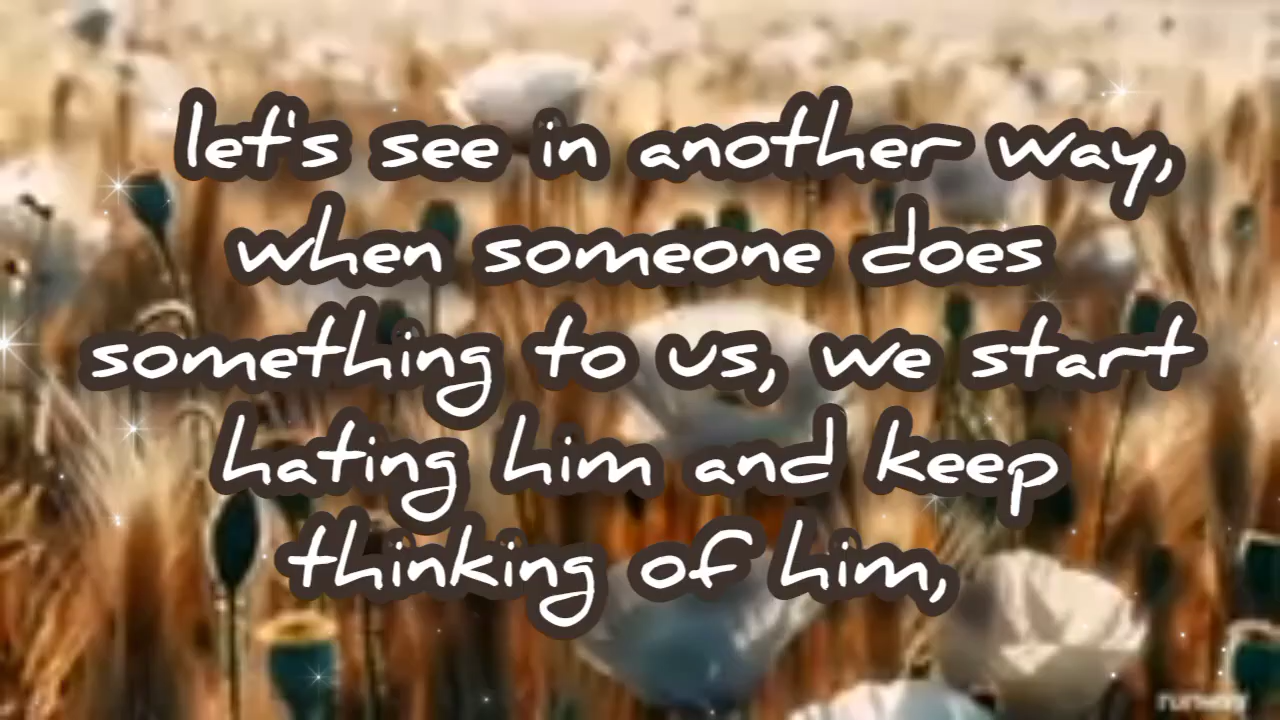 let's see in another way,
when someone does
something to us, we start
hating him and keep
thinking of him,
runway